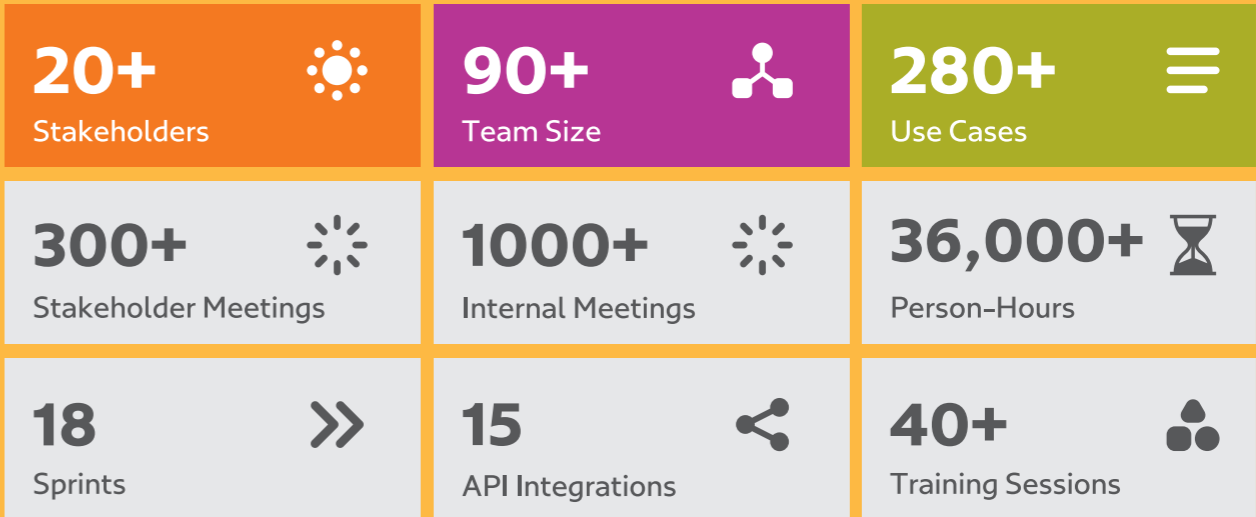 20+
Stakeholders
90+
Team Size
280+
Use Cases
300+
Stakeholder Meetings
1000+
Internal Meetings
36,000+
Person-Hours
18
Sprints
15
API Integrations
40+
Training Sessions